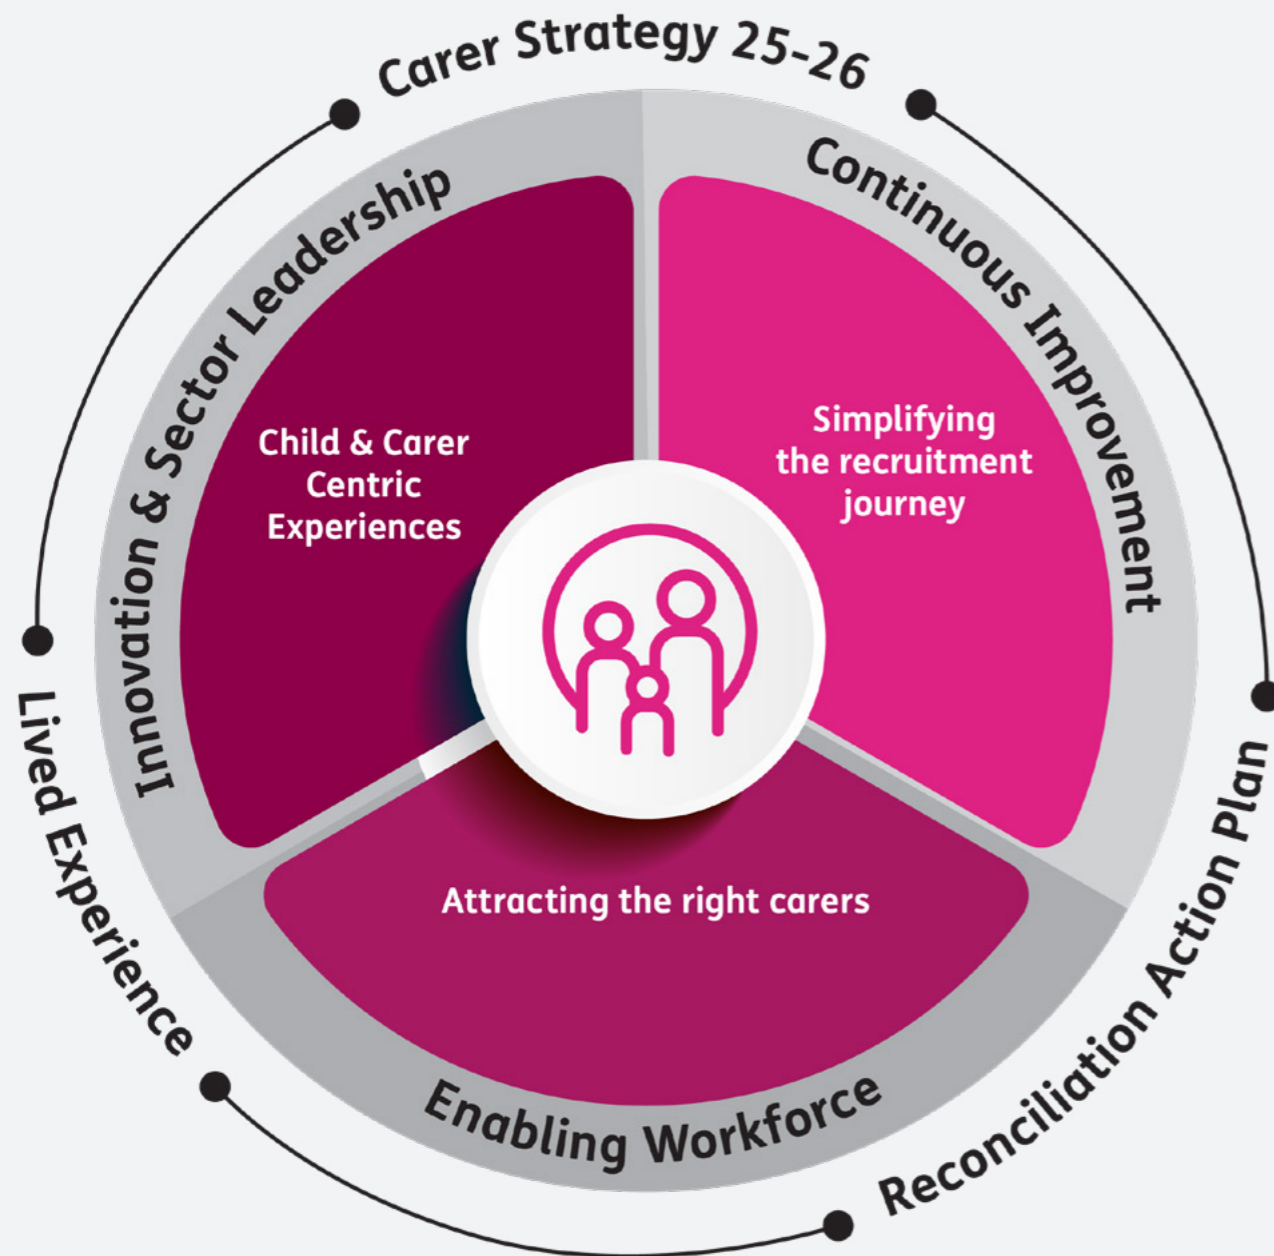 Carer Strategy 25-26
Innovation & Sector Leadership
Continuous Improvement
Child & Carer
Centric
Experiences
Simplifying
the recruitment
journey
Attracting the right carers
Enabling Workforce
Lived Experience
Reconciliation Action Plan